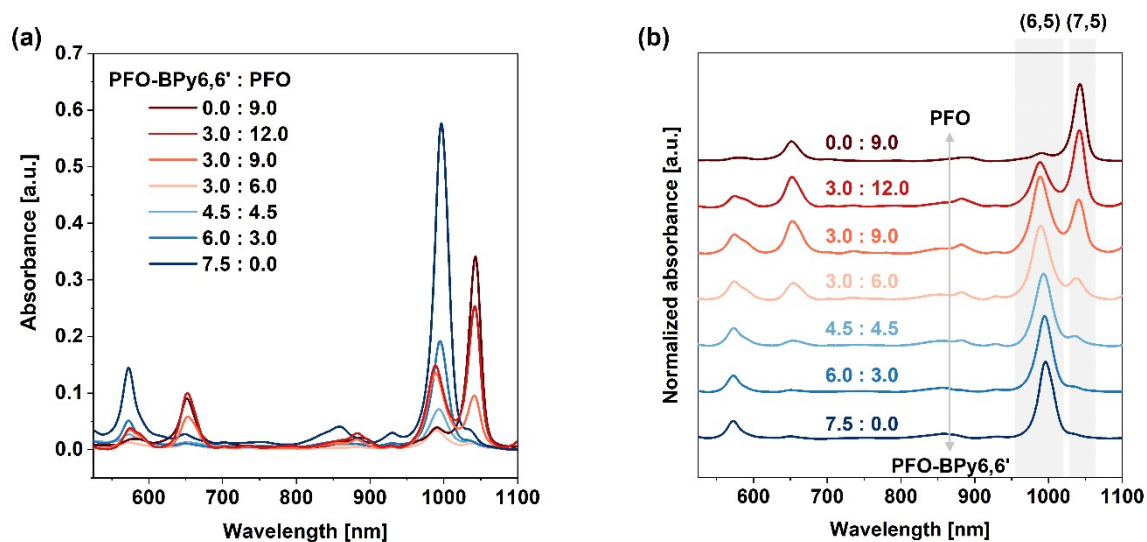 (a)
0.7
0.6
0.5
0.4
0.3
0.2
0.1
0.0
Absorbance [a.u.]
PFO-BPy6,6' : PFO
0.0 : 9.0
3.0 : 12.0
3.0 : 9.0
3.0 : 6.0
4.5 : 4.5
6.0 : 3.0
7.5 : 0.0
600 700 800 900 1000 1100
Wavelength [nm]
(b)
(6,5) (7,5)
Normalized absorbance [a.u.]
PFO
0.0 : 9.0
3.0 : 12.0
3.0 : 9.0
3.0 : 6.0
4.5 : 4.5
6.0 : 3.0
7.5 : 0.0
PFO-BPy6,6'
600 700 800 900 1000 1100
Wavelength [nm]